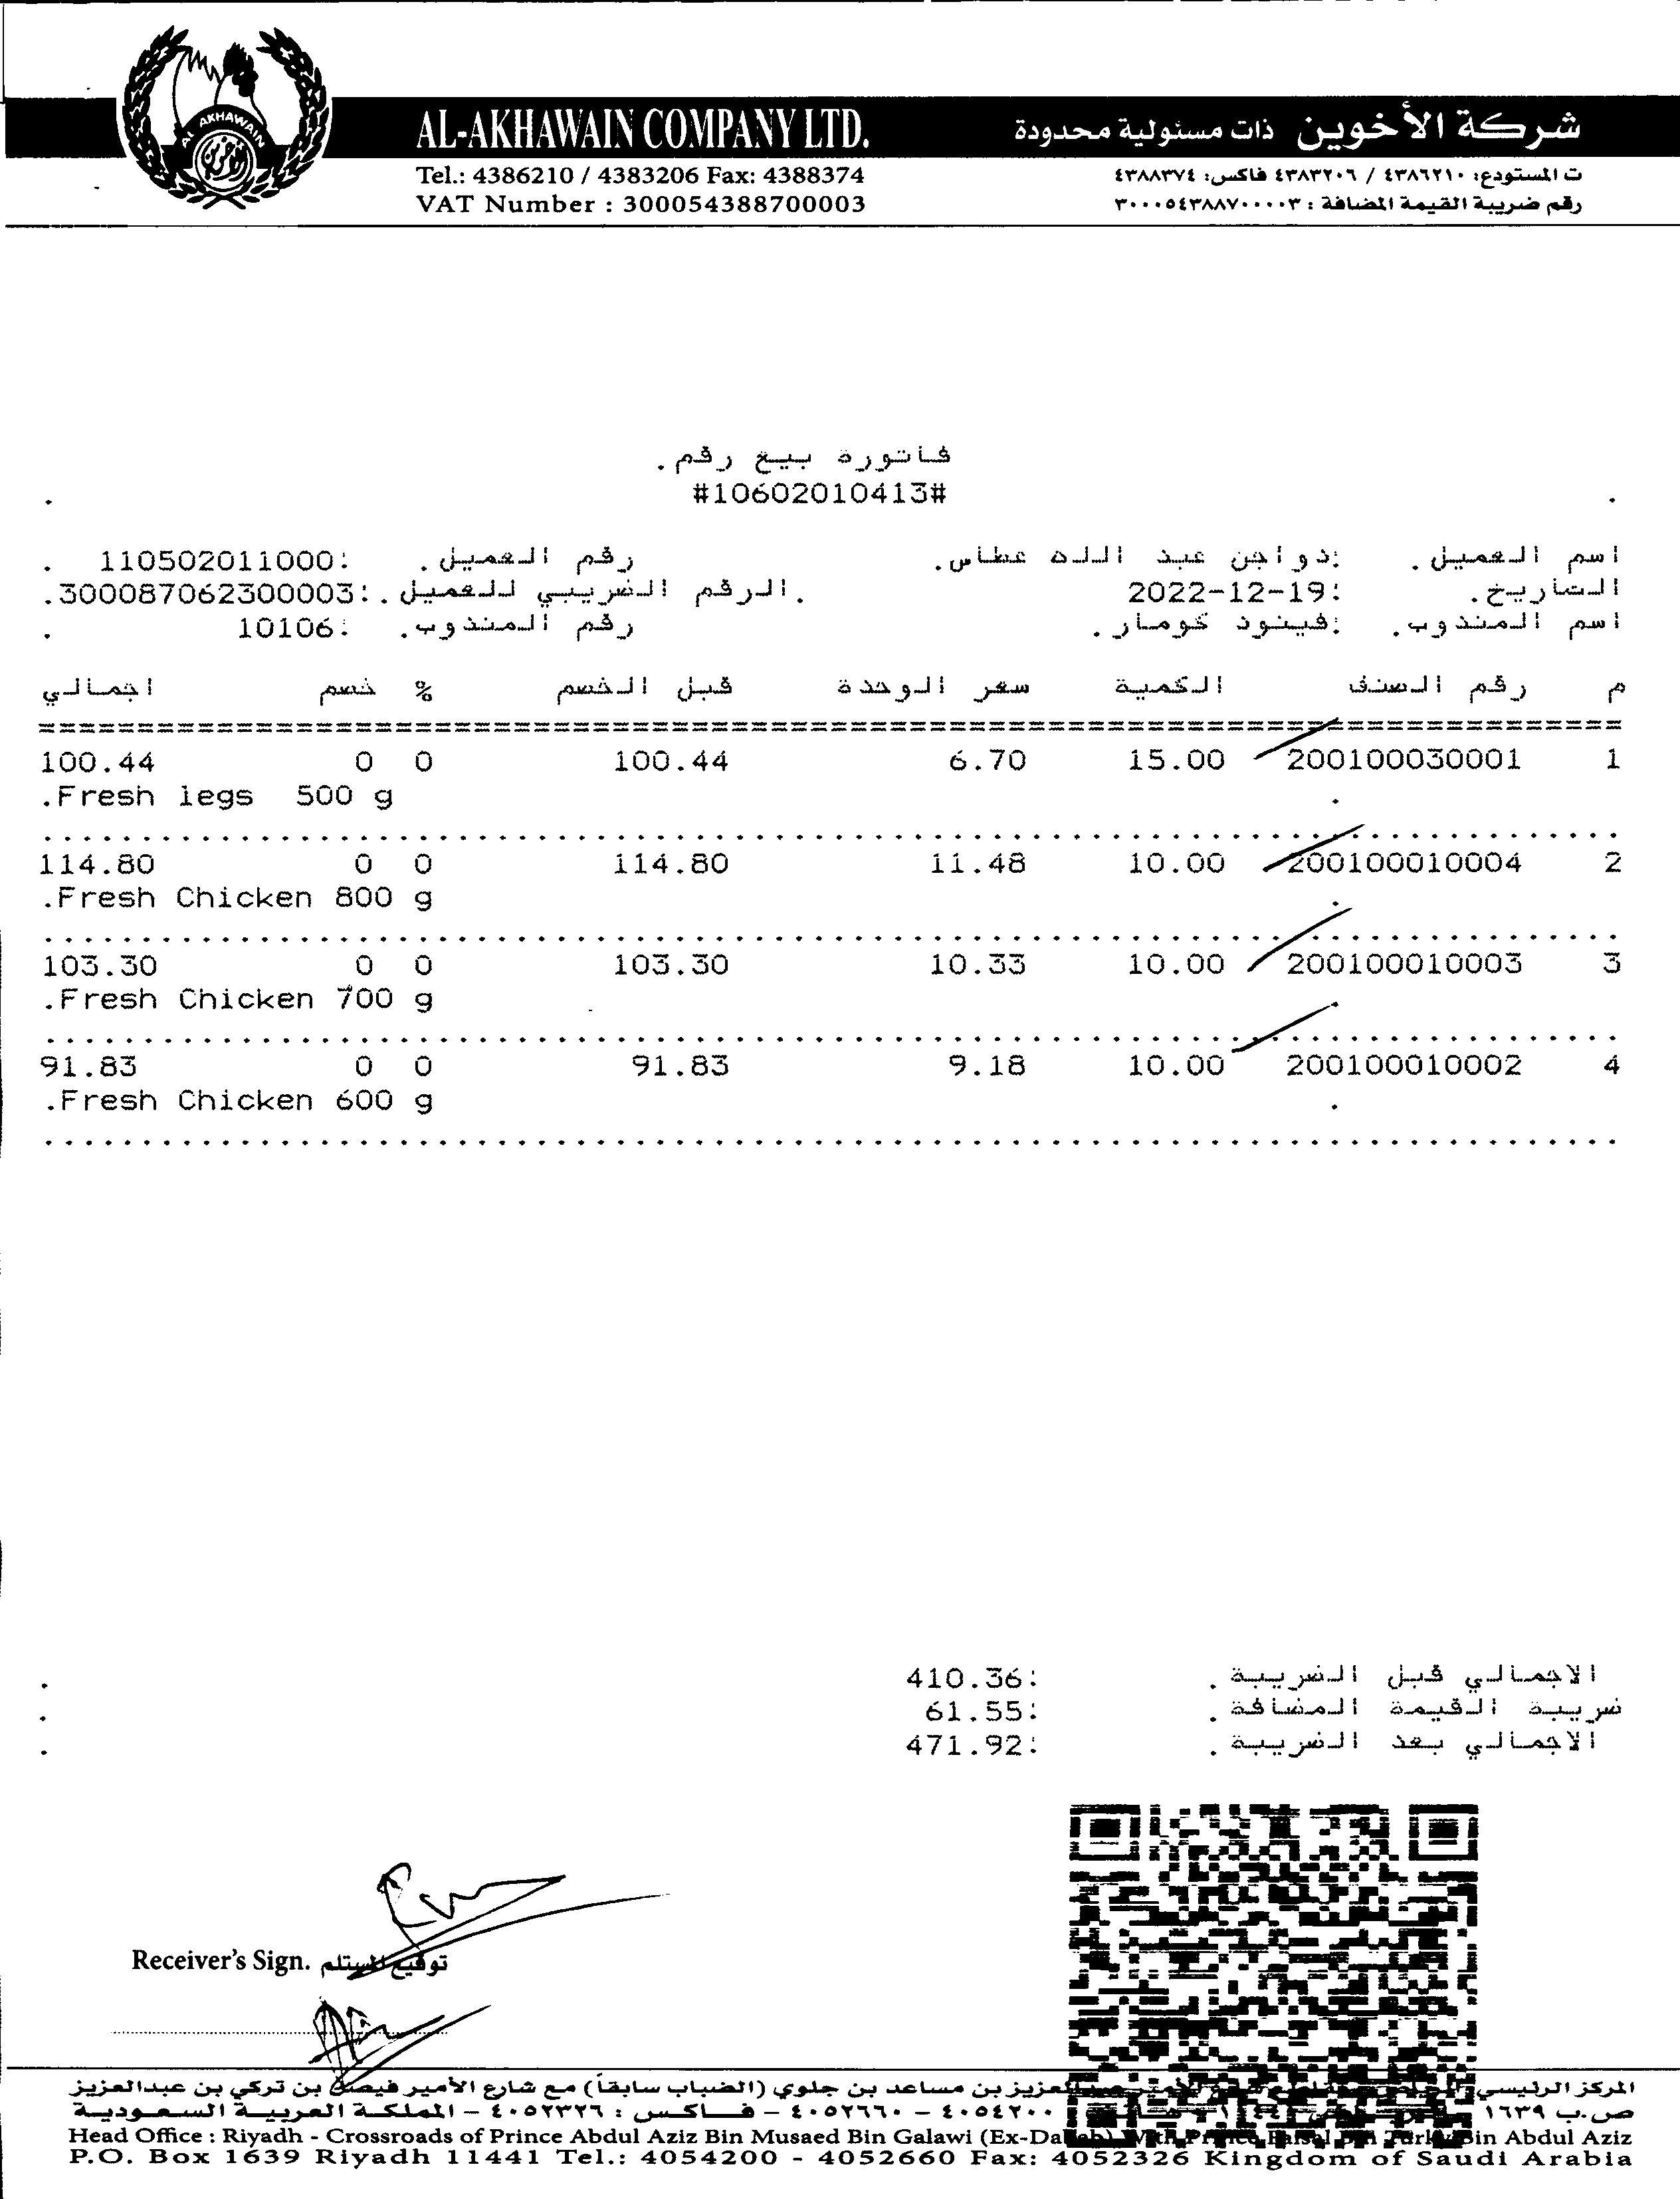 AL AKHAWAIN
AL-AKHAWAIN COMPANY LTD.
شركة الأخوين ذات مسئولية محدودة
Tel.: 4386210 / 4383206 Fax: 4388374
ت المستودع: ٤٣٨٦٢١٠ / ٤٣٨٣٢٠٦ فاكس: ٤٣٨٨٣٧٤
VAT Number : 300054388700003
رقم ضريبة القيمة المضافة : ٣٠٠٠٥٤٣٨٨٧٠٠٠٠٣
فاتورة بيع رقم.
#10602010413#
اسم العميل. :دواجن عبد الله عطاس. رقم العميل. :110502011000 .
التاريخ. :2022-12-19 .الرقم الضريبي للعميل.:300087062300003.
اسم المندوب. :فينود كومار. رقم المندوب. :10106 .
م رقم الصنف الكمية سعر الوحدة قبل الخصم % خصم اجمالي
1 200100030001 15.00 6.70 100.44 0 0 100.44
.Fresh legs 500 g
2 200100010004 10.00 11.48 114.80 0 0 114.80
.Fresh Chicken 800 g
3 200100010003 10.00 10.33 103.30 0 0 103.30
.Fresh Chicken 700 g
4 200100010002 10.00 9.18 91.83 0 0 91.83
.Fresh Chicken 600 g
الاجمالي قبل الضريبة. :410.36
ضريبة القيمة المضافة. :61.55
الاجمالي بعد الضريبة. :471.92
Receiver's Sign. توقيع المستلم
المركز الرئيسي بن مساعد بن جلوي (الضباب سابقاً) مع شارع الأمير فيصل بن تركي بن عبدالعزيز
ص.ب ١٦٣٩ ٤٠٥٤٢٠٠ – ٤٠٥٢٦٦٠ – فاكس : ٤٠٥٢٣٢٦ – المملكة العربية السعودية
Head Office : Riyadh - Crossroads of Prince Abdul Aziz Bin Musaed Bin Galawi (Ex-Dabab) With Prince Faisal Bin Turky Bin Abdul Aziz
P.O. Box 1639 Riyadh 11441 Tel.: 4054200 - 4052660 Fax: 4052326 Kingdom of Saudi Arabia